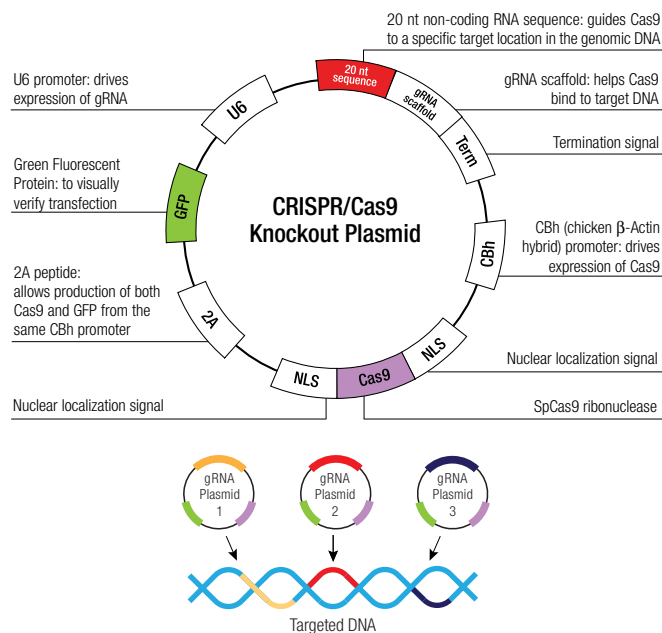 20 nt non-coding RNA sequence: guides Cas9
to a specific target location in the genomic DNA
U6 promoter: drives
expression of gRNA
20 nt
sequence
gRNA
scaffold
Term
U6
gRNA scaffold: helps Cas9
bind to target DNA
Termination signal
Green Fluorescent
Protein: to visually
verify transfection
GFP
CRISPR/Cas9
Knockout Plasmid
CBh
CBh (chicken β-Actin
hybrid) promoter: drives
expression of Cas9
2A peptide:
allows production of both
Cas9 and GFP from the
same CBh promoter
2A
NLS
Cas9
NLS
Nuclear localization signal
Nuclear localization signal
SpCas9 ribonuclease
gRNA
Plasmid
1
gRNA
Plasmid
2
gRNA
Plasmid
3
Targeted DNA